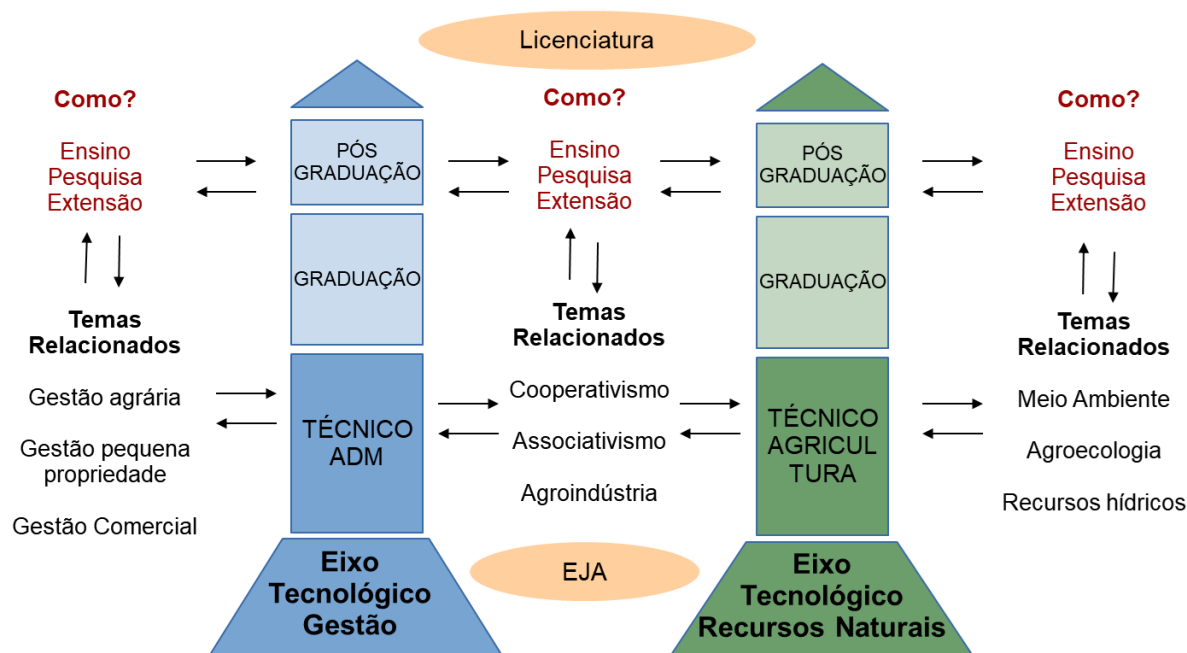 Licenciatura
Como?
Ensino
Pesquisa
Extensão
Temas
Relacionados
Gestão agrária
Gestão pequena
propriedade
Gestão Comercial
PÓS
GRADUAÇÃO
GRADUAÇÃO
TÉCNICO
ADM
Eixo
Tecnológico
Gestão
Como?
Ensino
Pesquisa
Extensão
Temas
Relacionados
Cooperativismo
Associativismo
Agroindústria
EJA
PÓS
GRADUAÇÃO
GRADUAÇÃO
TÉCNICO
AGRICUL
TURA
Eixo
Tecnológico
Recursos Naturais
Como?
Ensino
Pesquisa
Extensão
Temas
Relacionados
Meio Ambiente
Agroecologia
Recursos hídricos